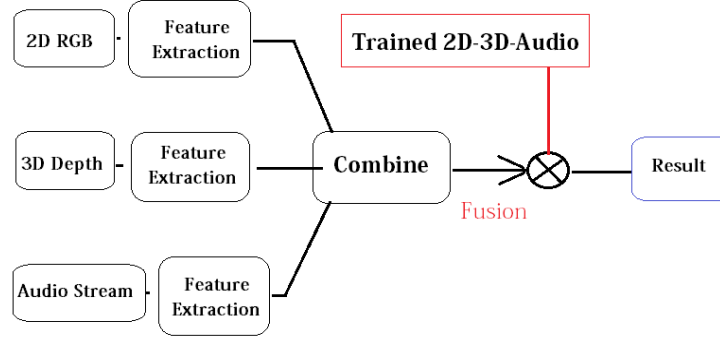 2D RGB
Feature
Extraction
Trained 2D-3D-Audio
3D Depth
Feature
Extraction
Combine
Fusion
Result
Audio Stream
Feature
Extraction